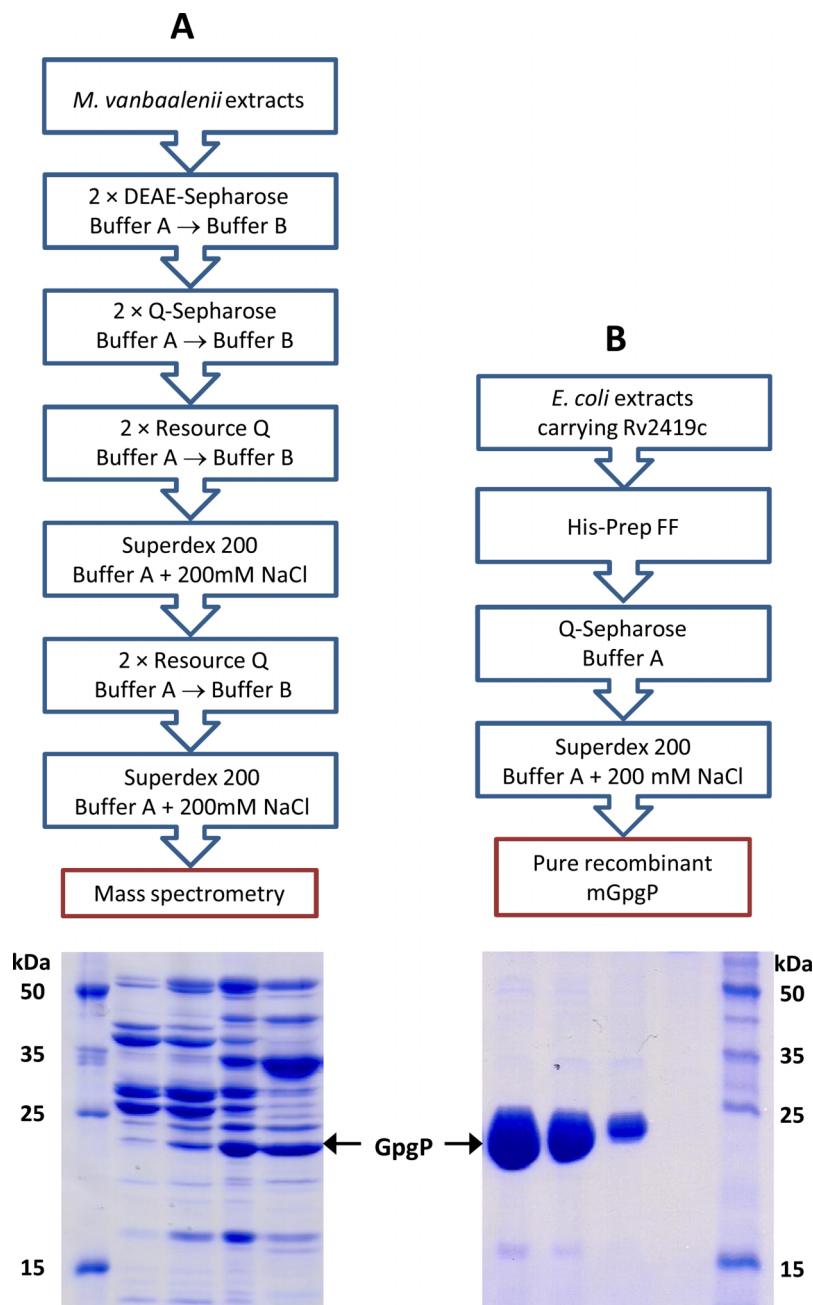 A
M. vanbaalenii extracts
2 × DEAE-Sepharose
Buffer A → Buffer B
2 × Q-Sepharose
Buffer A → Buffer B
2 × Resource Q
Buffer A → Buffer B
Superdex 200
Buffer A + 200mM NaCl
2 × Resource Q
Buffer A → Buffer B
Superdex 200
Buffer A + 200mM NaCl
Mass spectrometry
kDa
50
35
25
15
B
E. coli extracts
carrying Rv2419c
His-Prep FF
Q-Sepharose
Buffer A
Superdex 200
Buffer A + 200 mM NaCl
Pure recombinant
mGpgP
kDa
50
35
25
15
GpgP